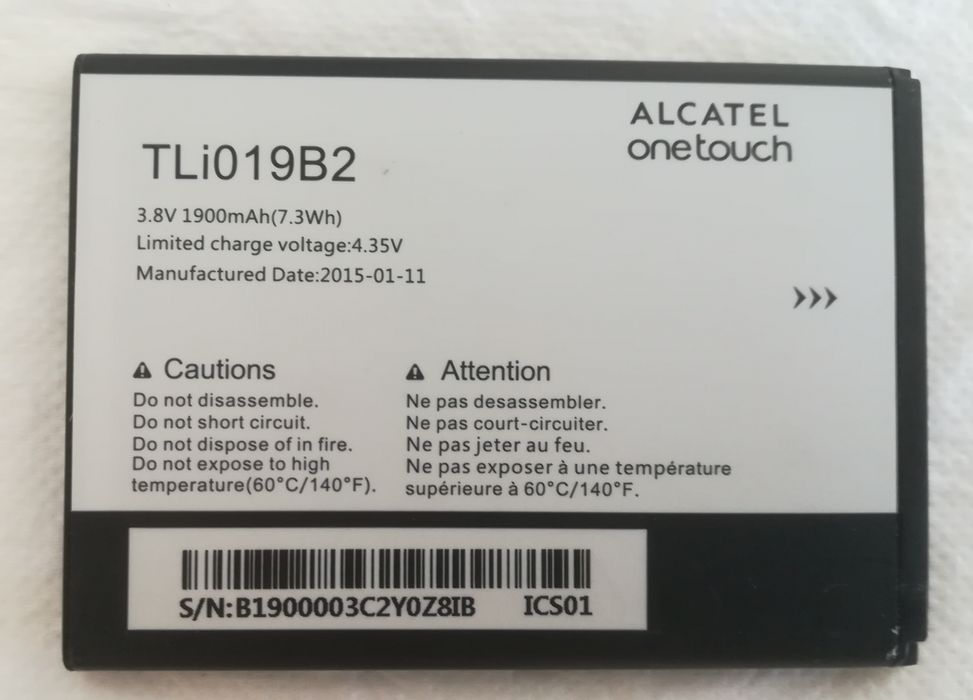 ALCATEL
onetouch
TLi019B2
3.8V 1900mAh(7.3Wh)
Limited charge voltage:4.35V
Manufactured Date:2015-01-11
Cautions
Do not disassemble.
Do not short circuit.
Do not dispose of in fire.
Do not expose to high
temperature(60°C/140°F).
Attention
Ne pas desassembler.
Ne pas court-circuiter.
Ne pas jeter au feu.
Ne pas exposer à une température
supérieure à 60°C/140°F.
S/N:B1900003C2Y0Z8IB ICS01